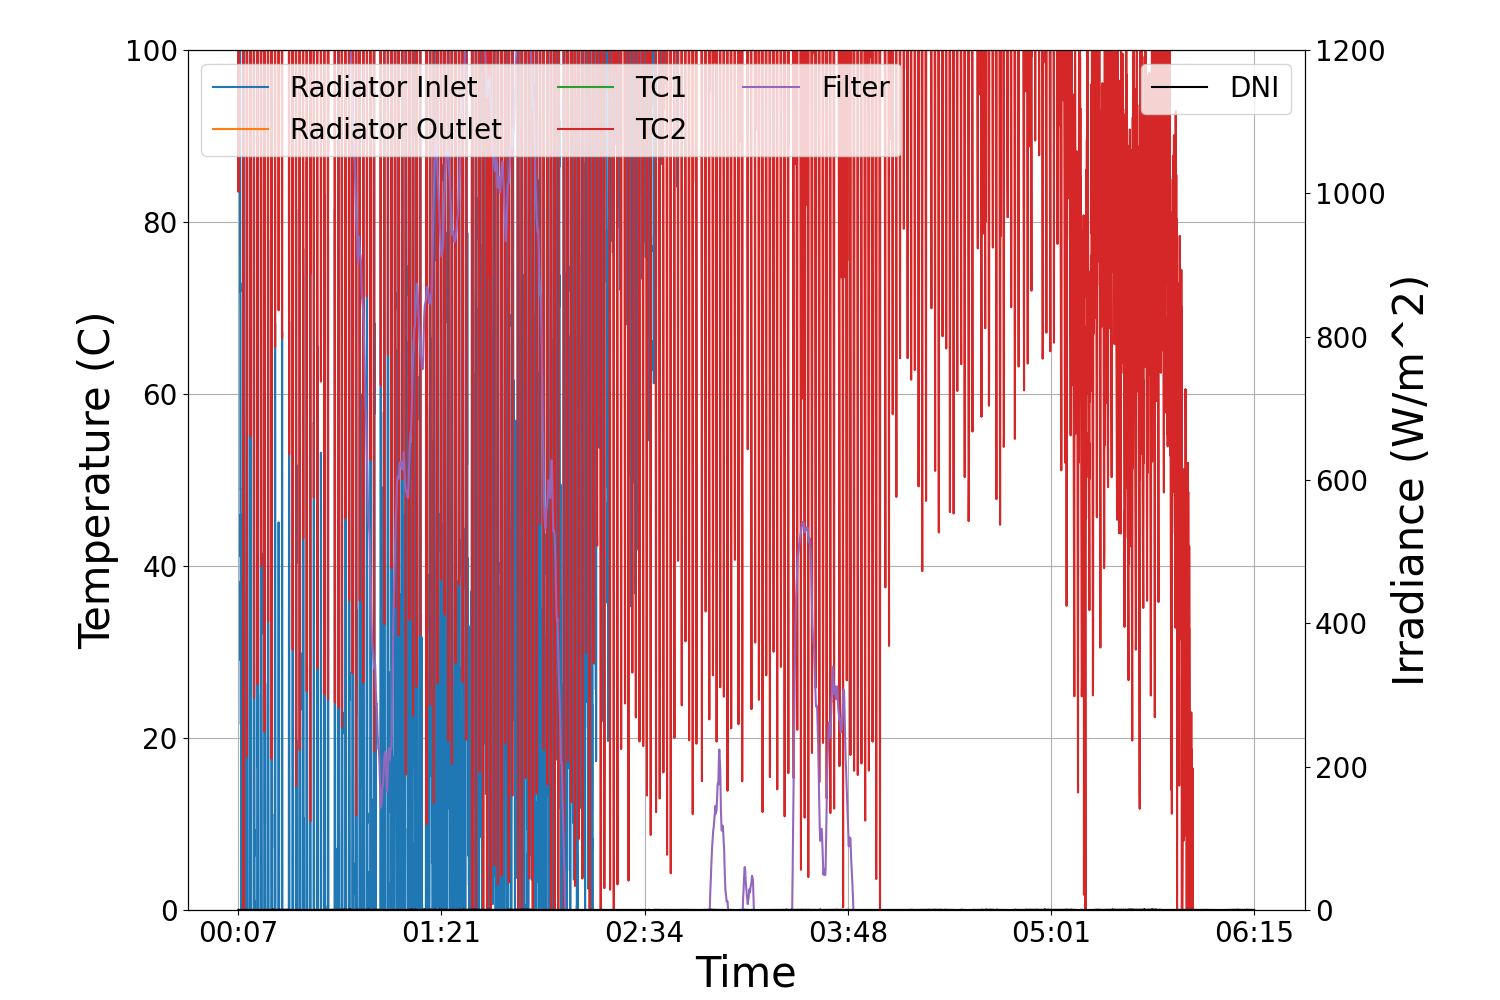 100
80
60
40
20
0
Temperature (C)
Radiator Inlet
Radiator Outlet
TC1
TC2
Filter
DNI
1200
1000
800
600
400
200
0
Irradiance (W/m^2)
00:07
01:21
02:34
03:48
05:01
06:15
Time